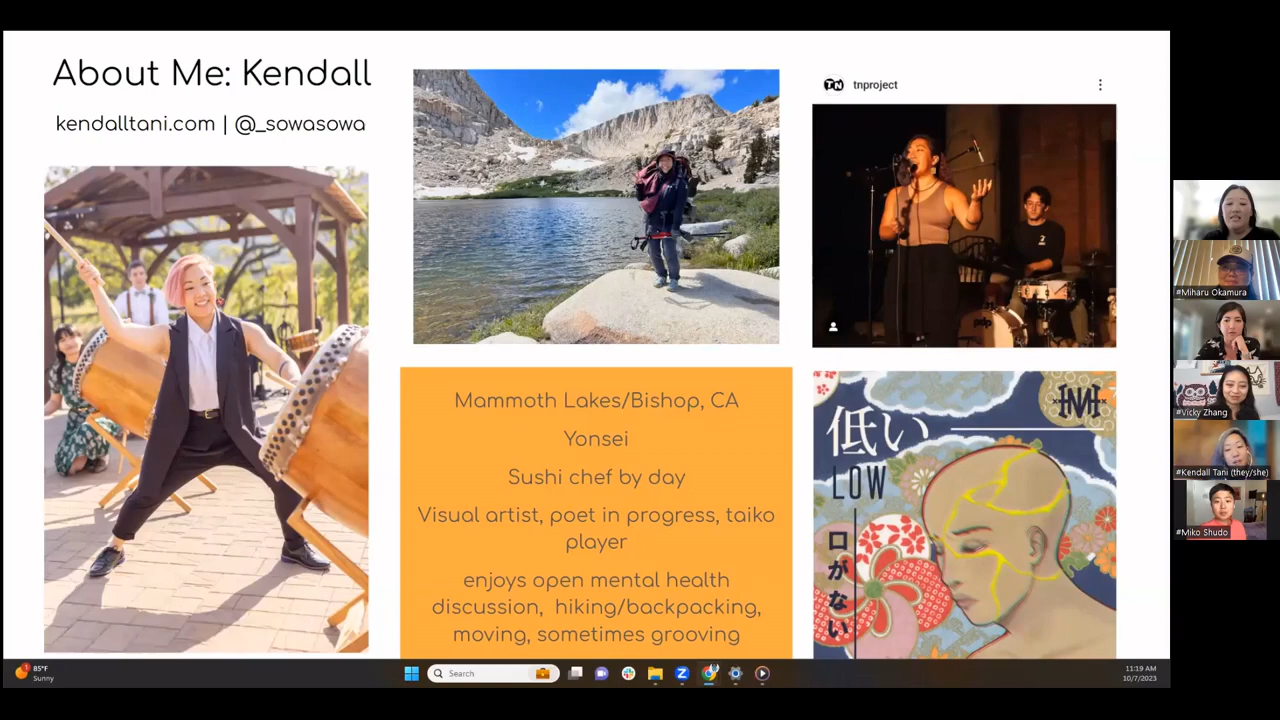 About Me: Kendall
kendalltani.com | @_sowasowa
TN tnproject
Mammoth Lakes/Bishop, CA
Yonsei
Sushi chef by day
Visual artist, poet in progress, taiko
player
enjoys open mental health
discussion, hiking/backpacking,
moving, sometimes grooving
低い
LOW
口がない
#Miharu Okamura
#Vicky Zhang
#Kendall Tani (they/she)
#Miko Shudo
85°F
Sunny
Search
11:19 AM
10/7/2023